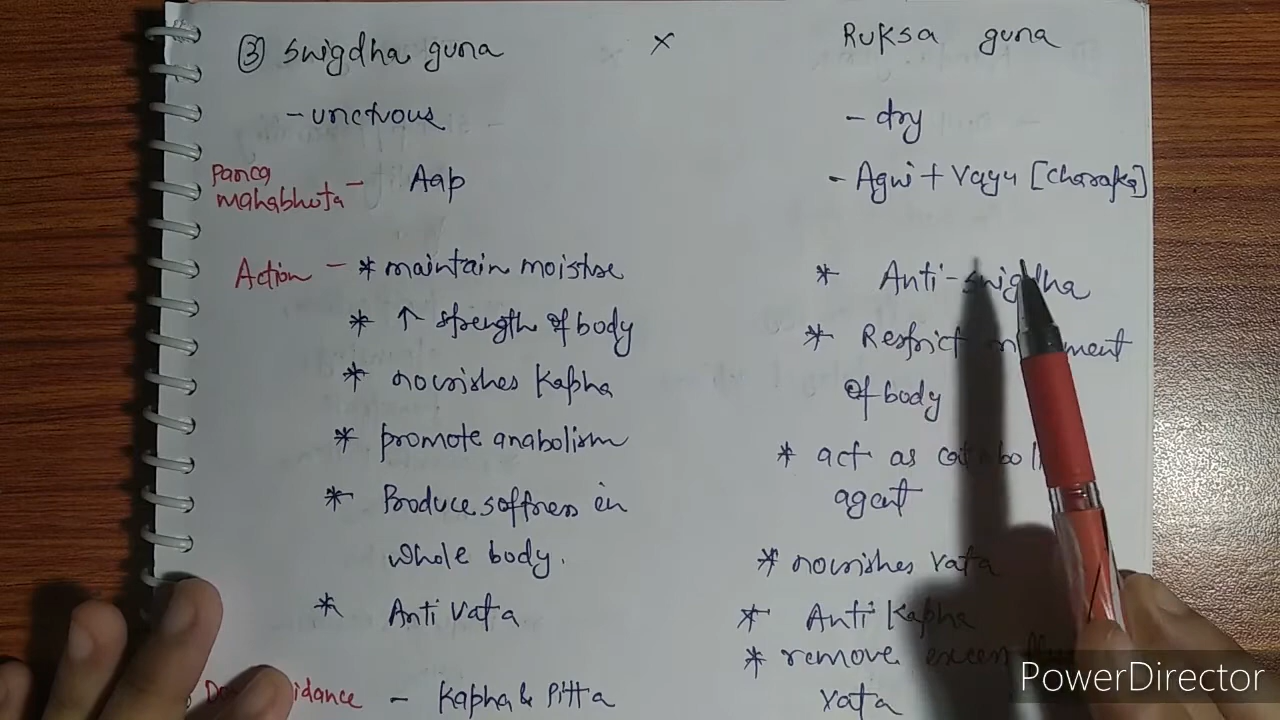 ③ Snigdha guna × Ruksa guna
- unctuous - dry
Panca mahabhuta - Aap - Agni + Vayu [Charaka]
Action - * maintain moistre * Anti-snigdha
* ↑ strength of body * Restrict
* nourishes Kapha of body
* promote anabolism * act as
* Produce softness in agent
whole body. * nourishes Vata
* Anti Vata * Anti Kapha
* remove excess
- Kapha & Pitta Vata
PowerDirector